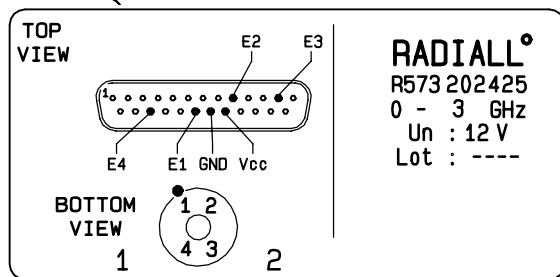 TOP
VIEW
E2
E3
1
E4
E1
GND
Vcc
BOTTOM
VIEW
1 2
4 3
1
2
RADIALL°
R573 202425
0 - 3 GHz
Un : 12 V
Lot : ----